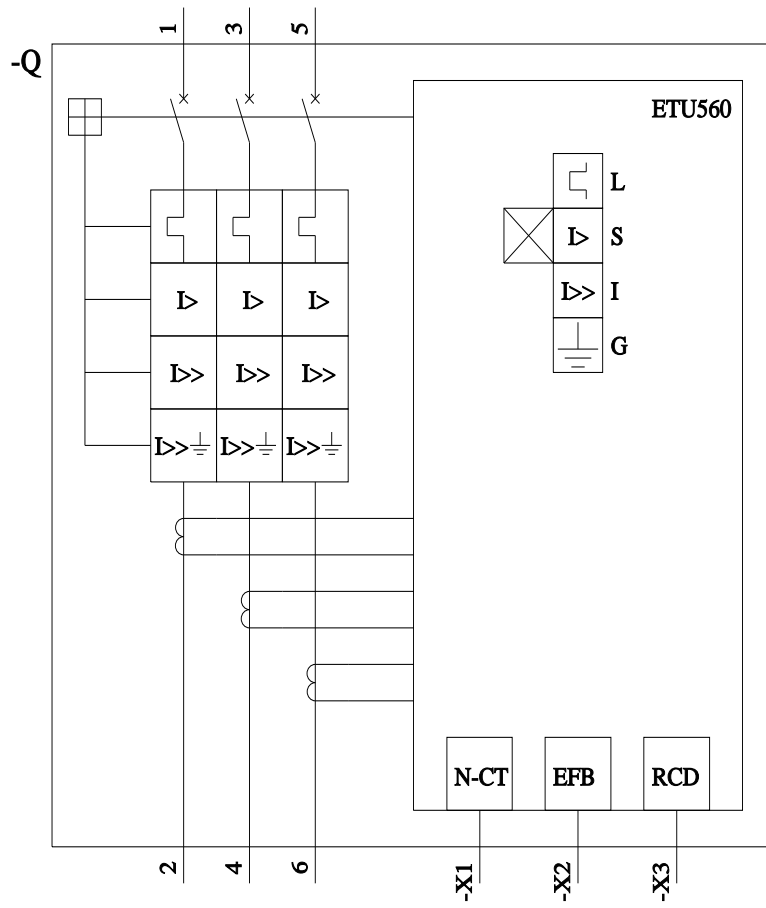 1 3 5
-Q
ETU560
L
I> S
I>> I
G
I> I> I>
I>> I>> I>>
I>> I>> I>>
N-CT EFB RCD
2 4 6 -X1 -X2 -X3